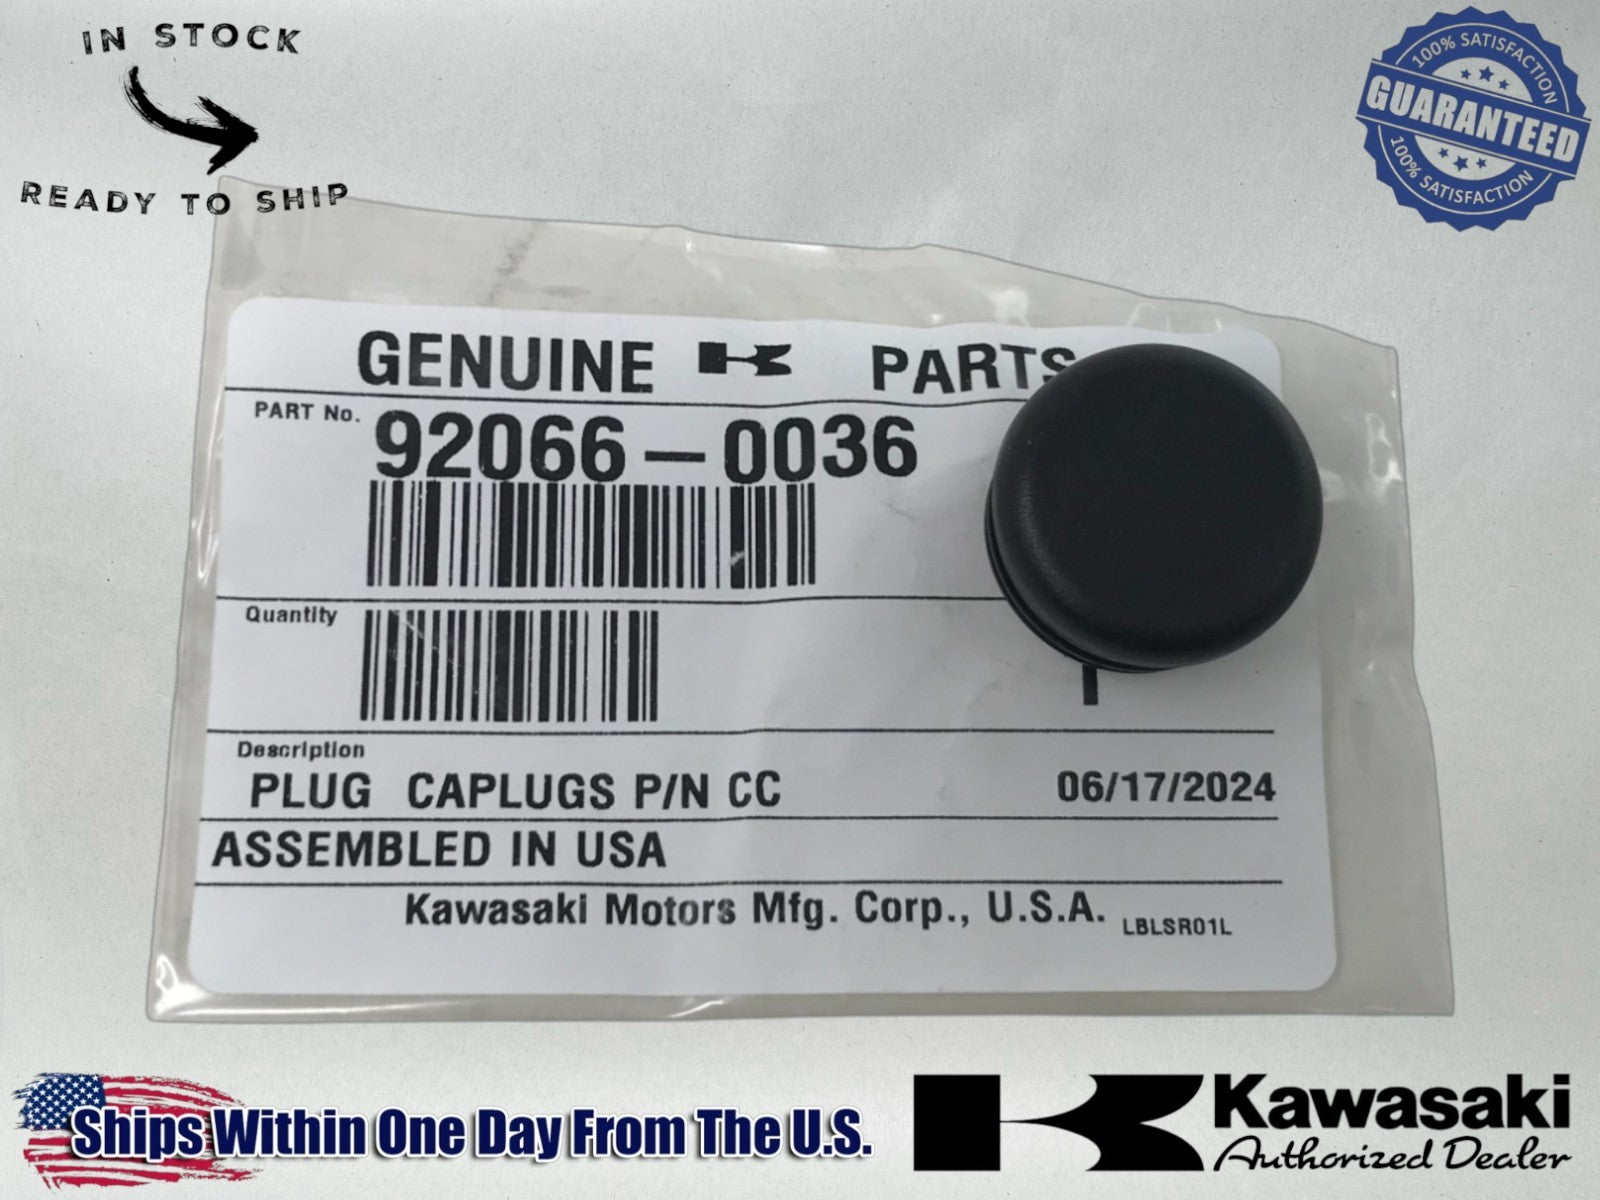 IN STOCK
READY TO SHIP
100% SATISFACTION
GUARANTEED
100% SATISFACTION
GENUINE PARTS
PART No. 92066-0036
Quantity
Description
PLUG CAPLUGS P/N CC 06/17/2024
ASSEMBLED IN USA
Kawasaki Motors Mfg. Corp., U.S.A. LBLSR01L
Ships Within One Day From The U.S.
Kawasaki
Authorized Dealer